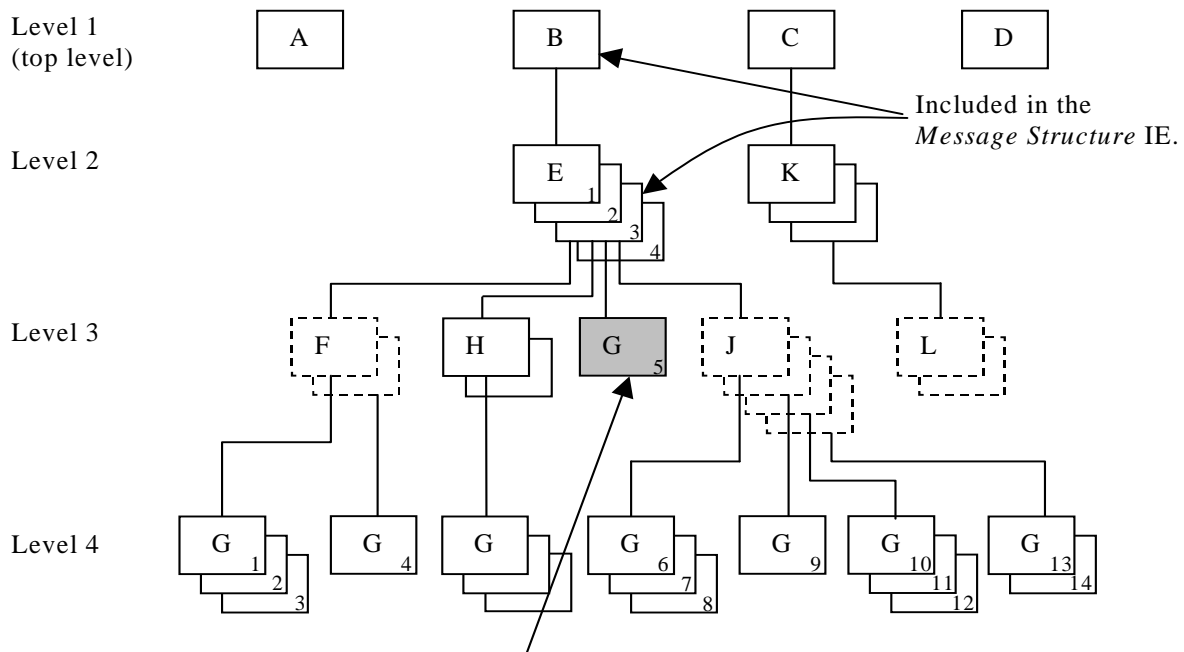 Level 1
(top level)
A
B
C
D
Included in the
Message Structure IE.
Level 2
E
1
2
3
4
K
Level 3
F
H
G
5
J
L
Level 4
G
1
2
3
G
4
G
G
6
7
8
G
9
G
10
11
12
G
13
14